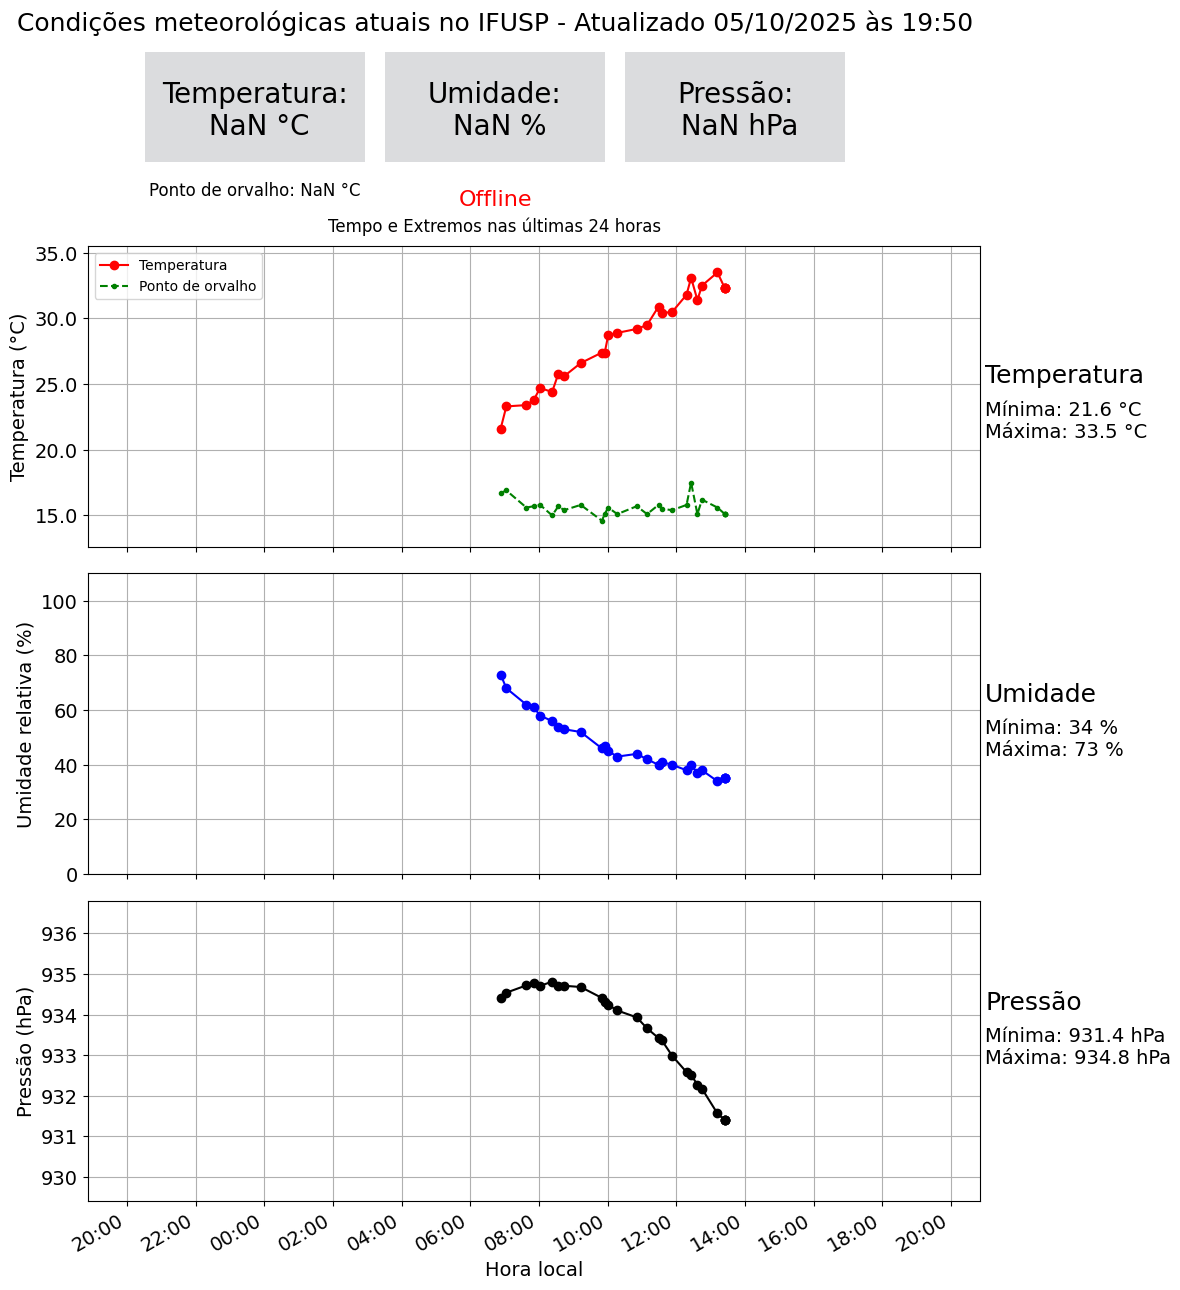 Condições meteorológicas atuais no IFUSP - Atualizado 05/10/2025 às 19:50
Temperatura:
NaN °C
Umidade:
NaN %
Pressão:
NaN hPa
Ponto de orvalho: NaN °C
Offline
Tempo e Extremos nas últimas 24 horas
35.0
30.0
25.0
20.0
15.0
Temperatura (°C)
Temperatura
Ponto de orvalho
Temperatura
Mínima: 21.6 °C
Máxima: 33.5 °C
100
80
60
40
20
0
Umidade relativa (%)
Umidade
Mínima: 34 %
Máxima: 73 %
936
935
934
933
932
931
930
Pressão (hPa)
Pressão
Mínima: 931.4 hPa
Máxima: 934.8 hPa
20:00
22:00
00:00
02:00
04:00
06:00
08:00
10:00
12:00
14:00
16:00
18:00
20:00
Hora local